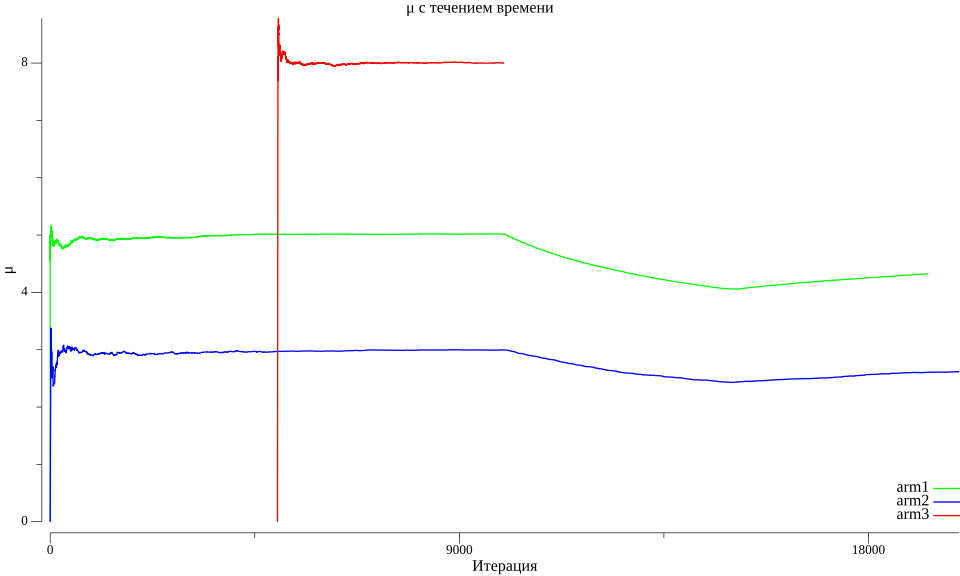 μ с течением времени
8
4
0
μ
0
9000
18000
Итерация
arm1
arm2
arm3